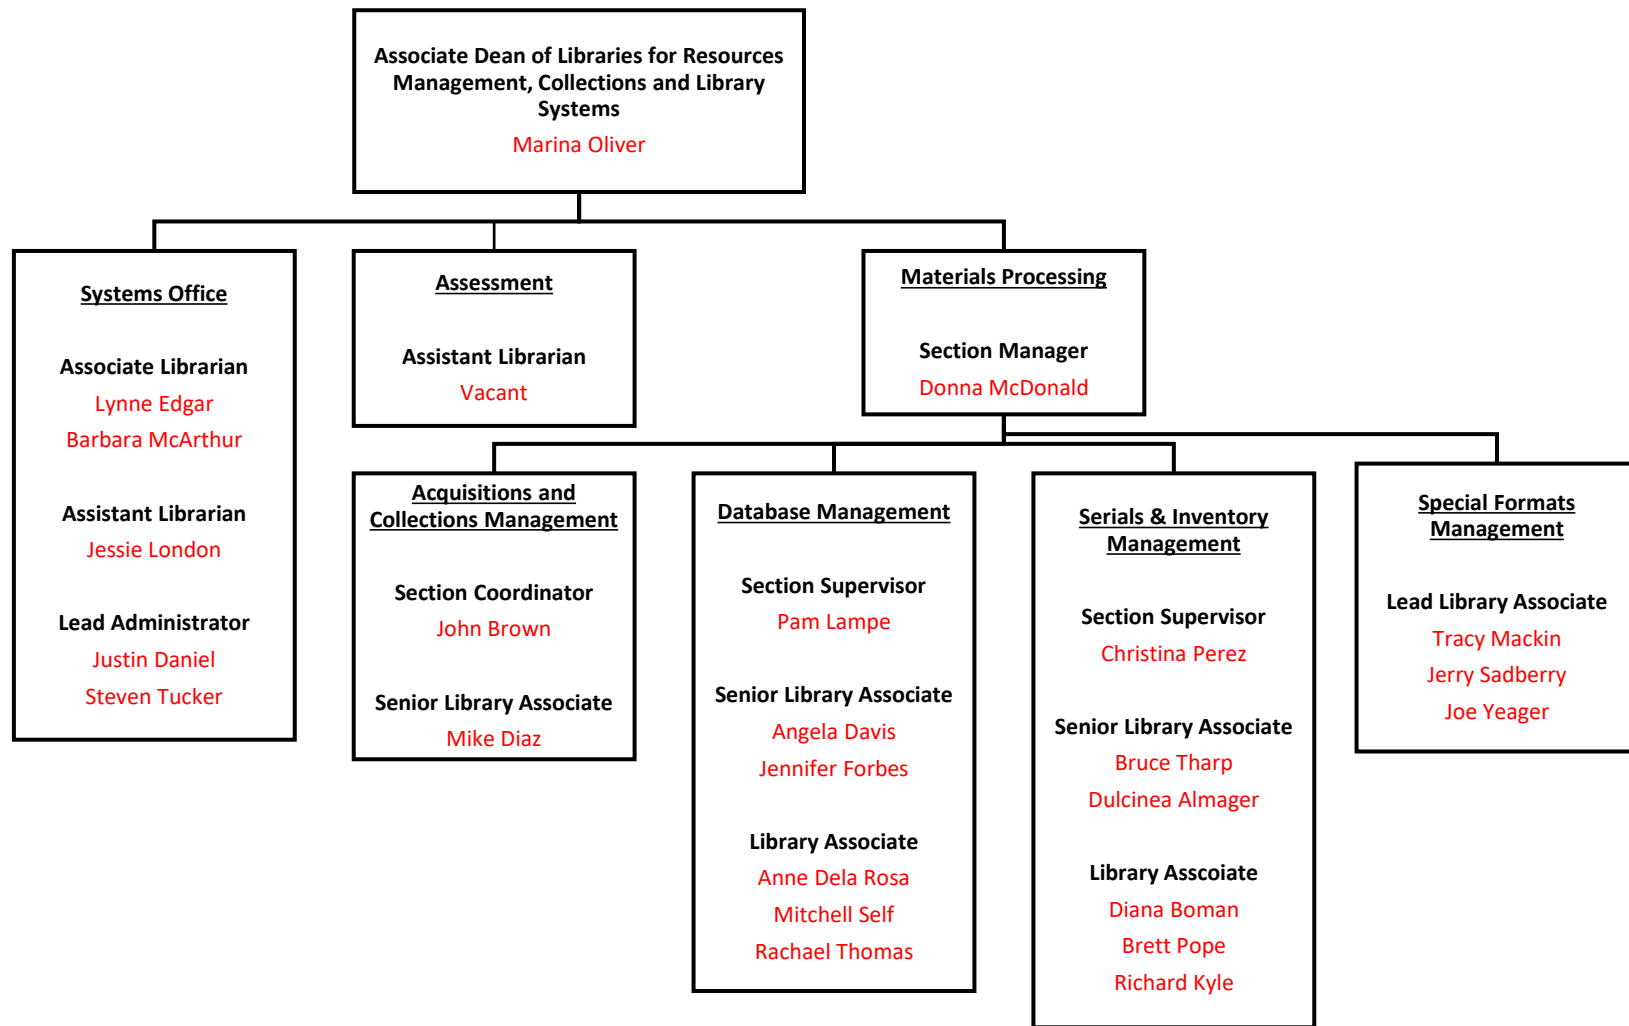 Associate Dean of Libraries for Resources
Management, Collections and Library
Systems
Marina Oliver
Systems Office
Associate Librarian
Lynne Edgar
Barbara McArthur
Assistant Librarian
Jessie London
Lead Administrator
Justin Daniel
Steven Tucker
Assessment
Assistant Librarian
Vacant
Materials Processing
Section Manager
Donna McDonald
Acquisitions and
Collections Management
Section Coordinator
John Brown
Senior Library Associate
Mike Diaz
Database Management
Section Supervisor
Pam Lampe
Senior Library Associate
Angela Davis
Jennifer Forbes
Library Associate
Anne Dela Rosa
Mitchell Self
Rachael Thomas
Serials & Inventory
Management
Section Supervisor
Christina Perez
Senior Library Associate
Bruce Tharp
Dulcinea Almager
Library Asscoiate
Diana Boman
Brett Pope
Richard Kyle
Special Formats
Management
Lead Library Associate
Tracy Mackin
Jerry Sadberry
Joe Yeager